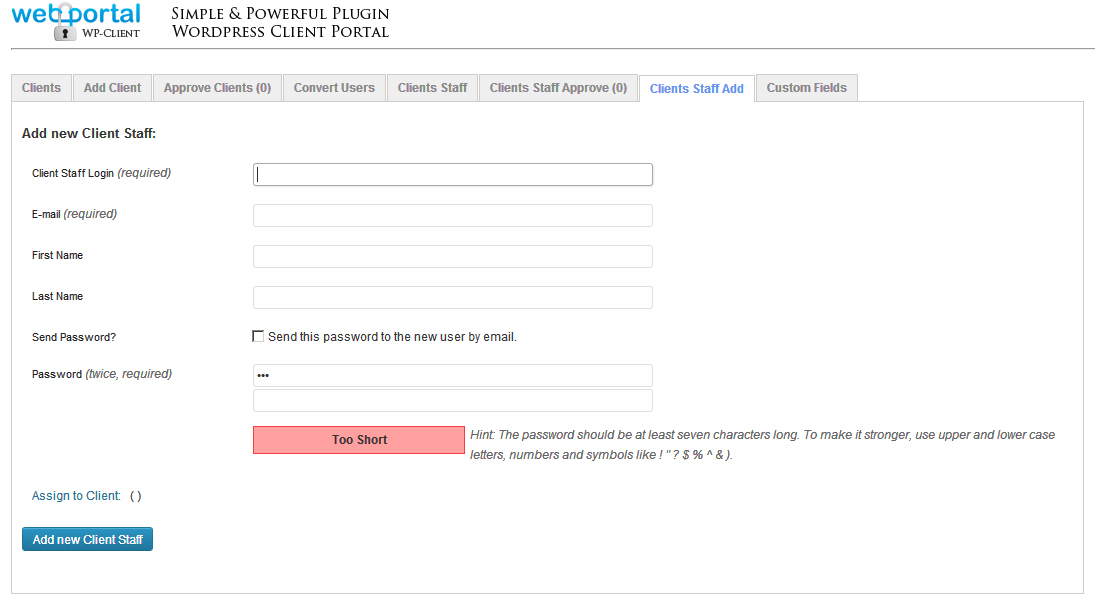 web portal
WP-CLIENT
SIMPLE & POWERFUL PLUGIN
WORDPRESS CLIENT PORTAL
Clients
Add Client
Approve Clients (0)
Convert Users
Clients Staff
Clients Staff Approve (0)
Clients Staff Add
Custom Fields
Add new Client Staff:
Client Staff Login (required)
E-mail (required)
First Name
Last Name
Send Password?
Send this password to the new user by email.
Password (twice, required)
•••
Too Short
Hint: The password should be at least seven characters long. To make it stronger, use upper and lower case
letters, numbers and symbols like ! " ? $ % ^ & ).
Assign to Client: ( )
Add new Client Staff